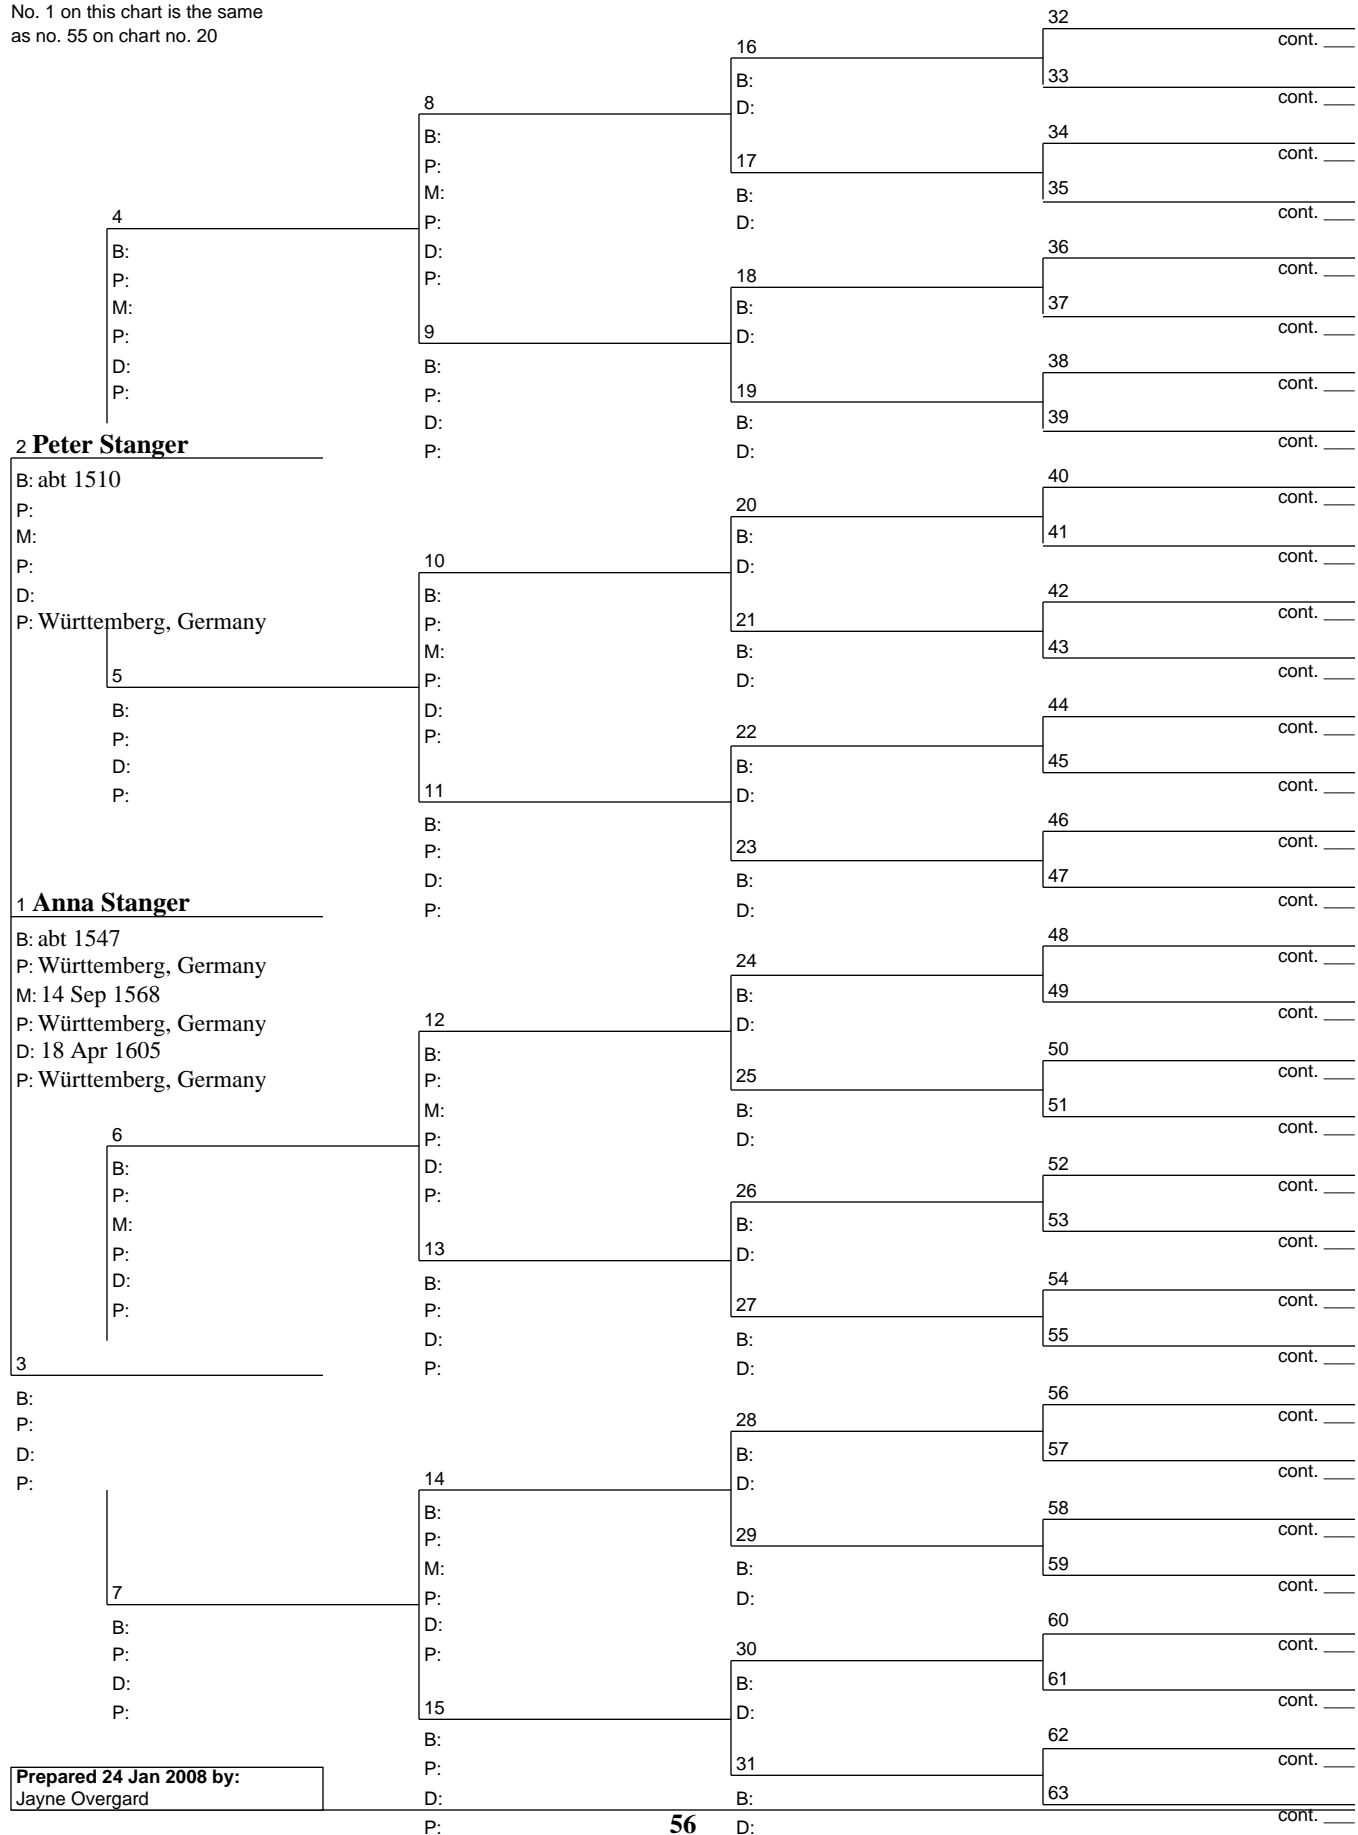 No. 1 on this chart is the same
as no. 55 on chart no. 20
4
B:
P:
M:
P:
D:
P:
2 Peter Stanger
B: abt 1510
P:
M:
P:
D:
P: Württemberg, Germany
5
B:
P:
D:
P:
1 Anna Stanger
B: abt 1547
P: Württemberg, Germany
M: 14 Sep 1568
P: Württemberg, Germany
D: 18 Apr 1605
P: Württemberg, Germany
6
B:
P:
M:
P:
D:
P:
3
B:
P:
D:
P:
7
B:
P:
D:
P:
8
B:
P:
M:
P:
D:
P:
9
B:
P:
D:
P:
10
B:
P:
M:
P:
D:
P:
11
B:
P:
D:
P:
12
B:
P:
M:
P:
D:
P:
13
B:
P:
D:
P:
14
B:
P:
M:
P:
D:
P:
15
B:
P:
D:
P:
16
B:
D:
17
B:
D:
18
B:
D:
19
B:
D:
20
B:
D:
21
B:
D:
22
B:
D:
23
B:
D:
24
B:
D:
25
B:
D:
26
B:
D:
27
B:
D:
28
B:
D:
29
B:
D:
30
B:
D:
31
B:
D:
32
cont. ___
33
cont. ___
34
cont. ___
35
cont. ___
36
cont. ___
37
cont. ___
38
cont. ___
39
cont. ___
40
cont. ___
41
cont. ___
42
cont. ___
43
cont. ___
44
cont. ___
45
cont. ___
46
cont. ___
47
cont. ___
48
cont. ___
49
cont. ___
50
cont. ___
51
cont. ___
52
cont. ___
53
cont. ___
54
cont. ___
55
cont. ___
56
cont. ___
57
cont. ___
58
cont. ___
59
cont. ___
60
cont. ___
61
cont. ___
62
cont. ___
63
cont. ___
Prepared 24 Jan 2008 by:
Jayne Overgard
56